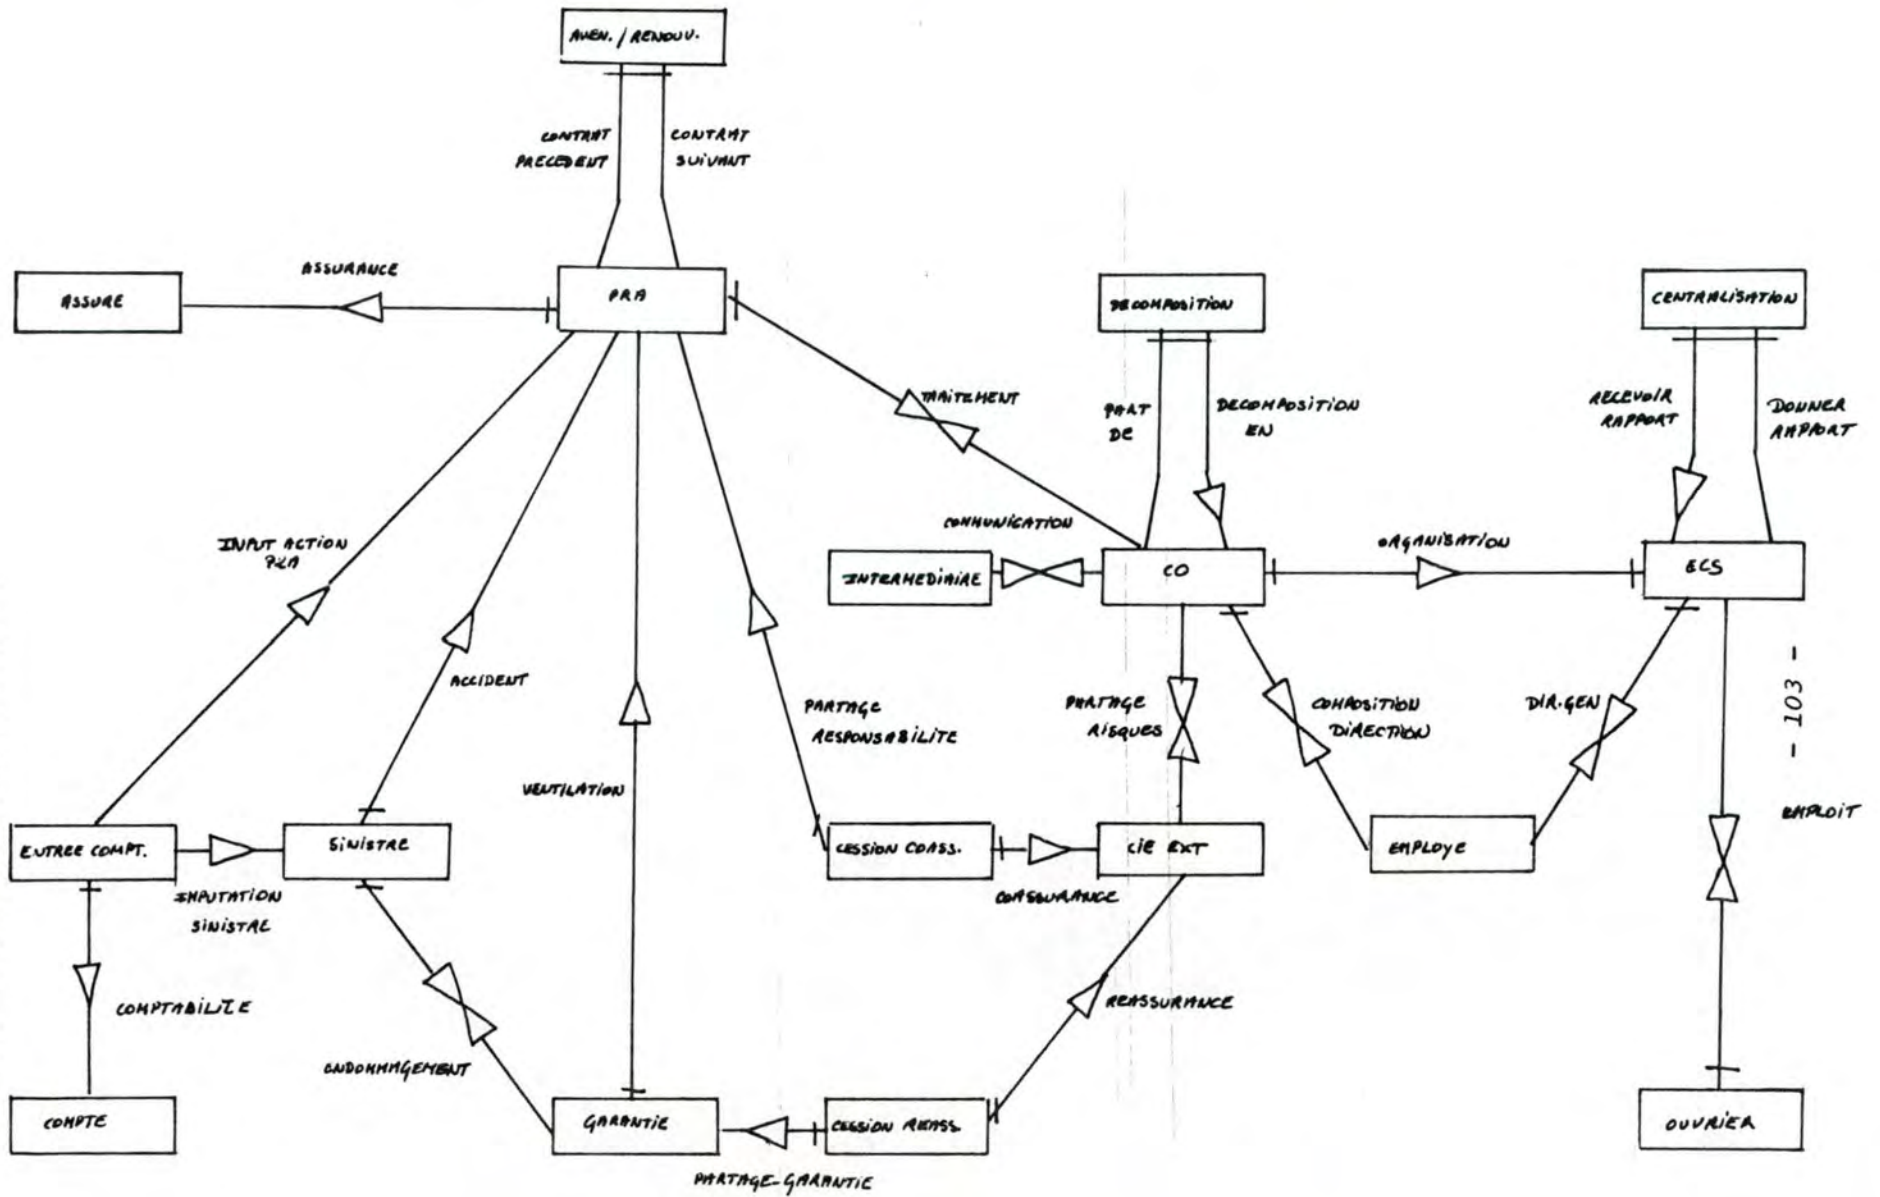 AVEN. / RENOUV.
CONTRAT
PRECEDENT
CONTRAT
SUIVANT
ASSURANCE
ASSURE
PRA
DECOMPOSITION
CENTRALISATION
TRAITEMENT
PART
DE
DECOMPOSITION
EN
RECEVOIR
RAPPORT
DONNER
RAPPORT
COMMUNICATION
ORGANISATION
INPUT ACTION
PRA
INTERMEDIAIRE
CO
ECS
ACCIDENT
PARTAGE
RESPONSABILITE
PARTAGE
RISQUES
COMPOSITION
DIRECTION
DIR.GEN
- 103 -
VENTILATION
EMPLOIT
ENTREE COMPT.
SINISTRE
CESSION COASS.
CIE EXT
EMPLOYE
IMPUTATION
SINISTRE
COASSURANCE
COMPTABILITE
REASSURANCE
ENDOMMAGEMENT
COMPTE
GARANTIE
CESSION REASS.
OUVRIER
PARTAGE-GARANTIE